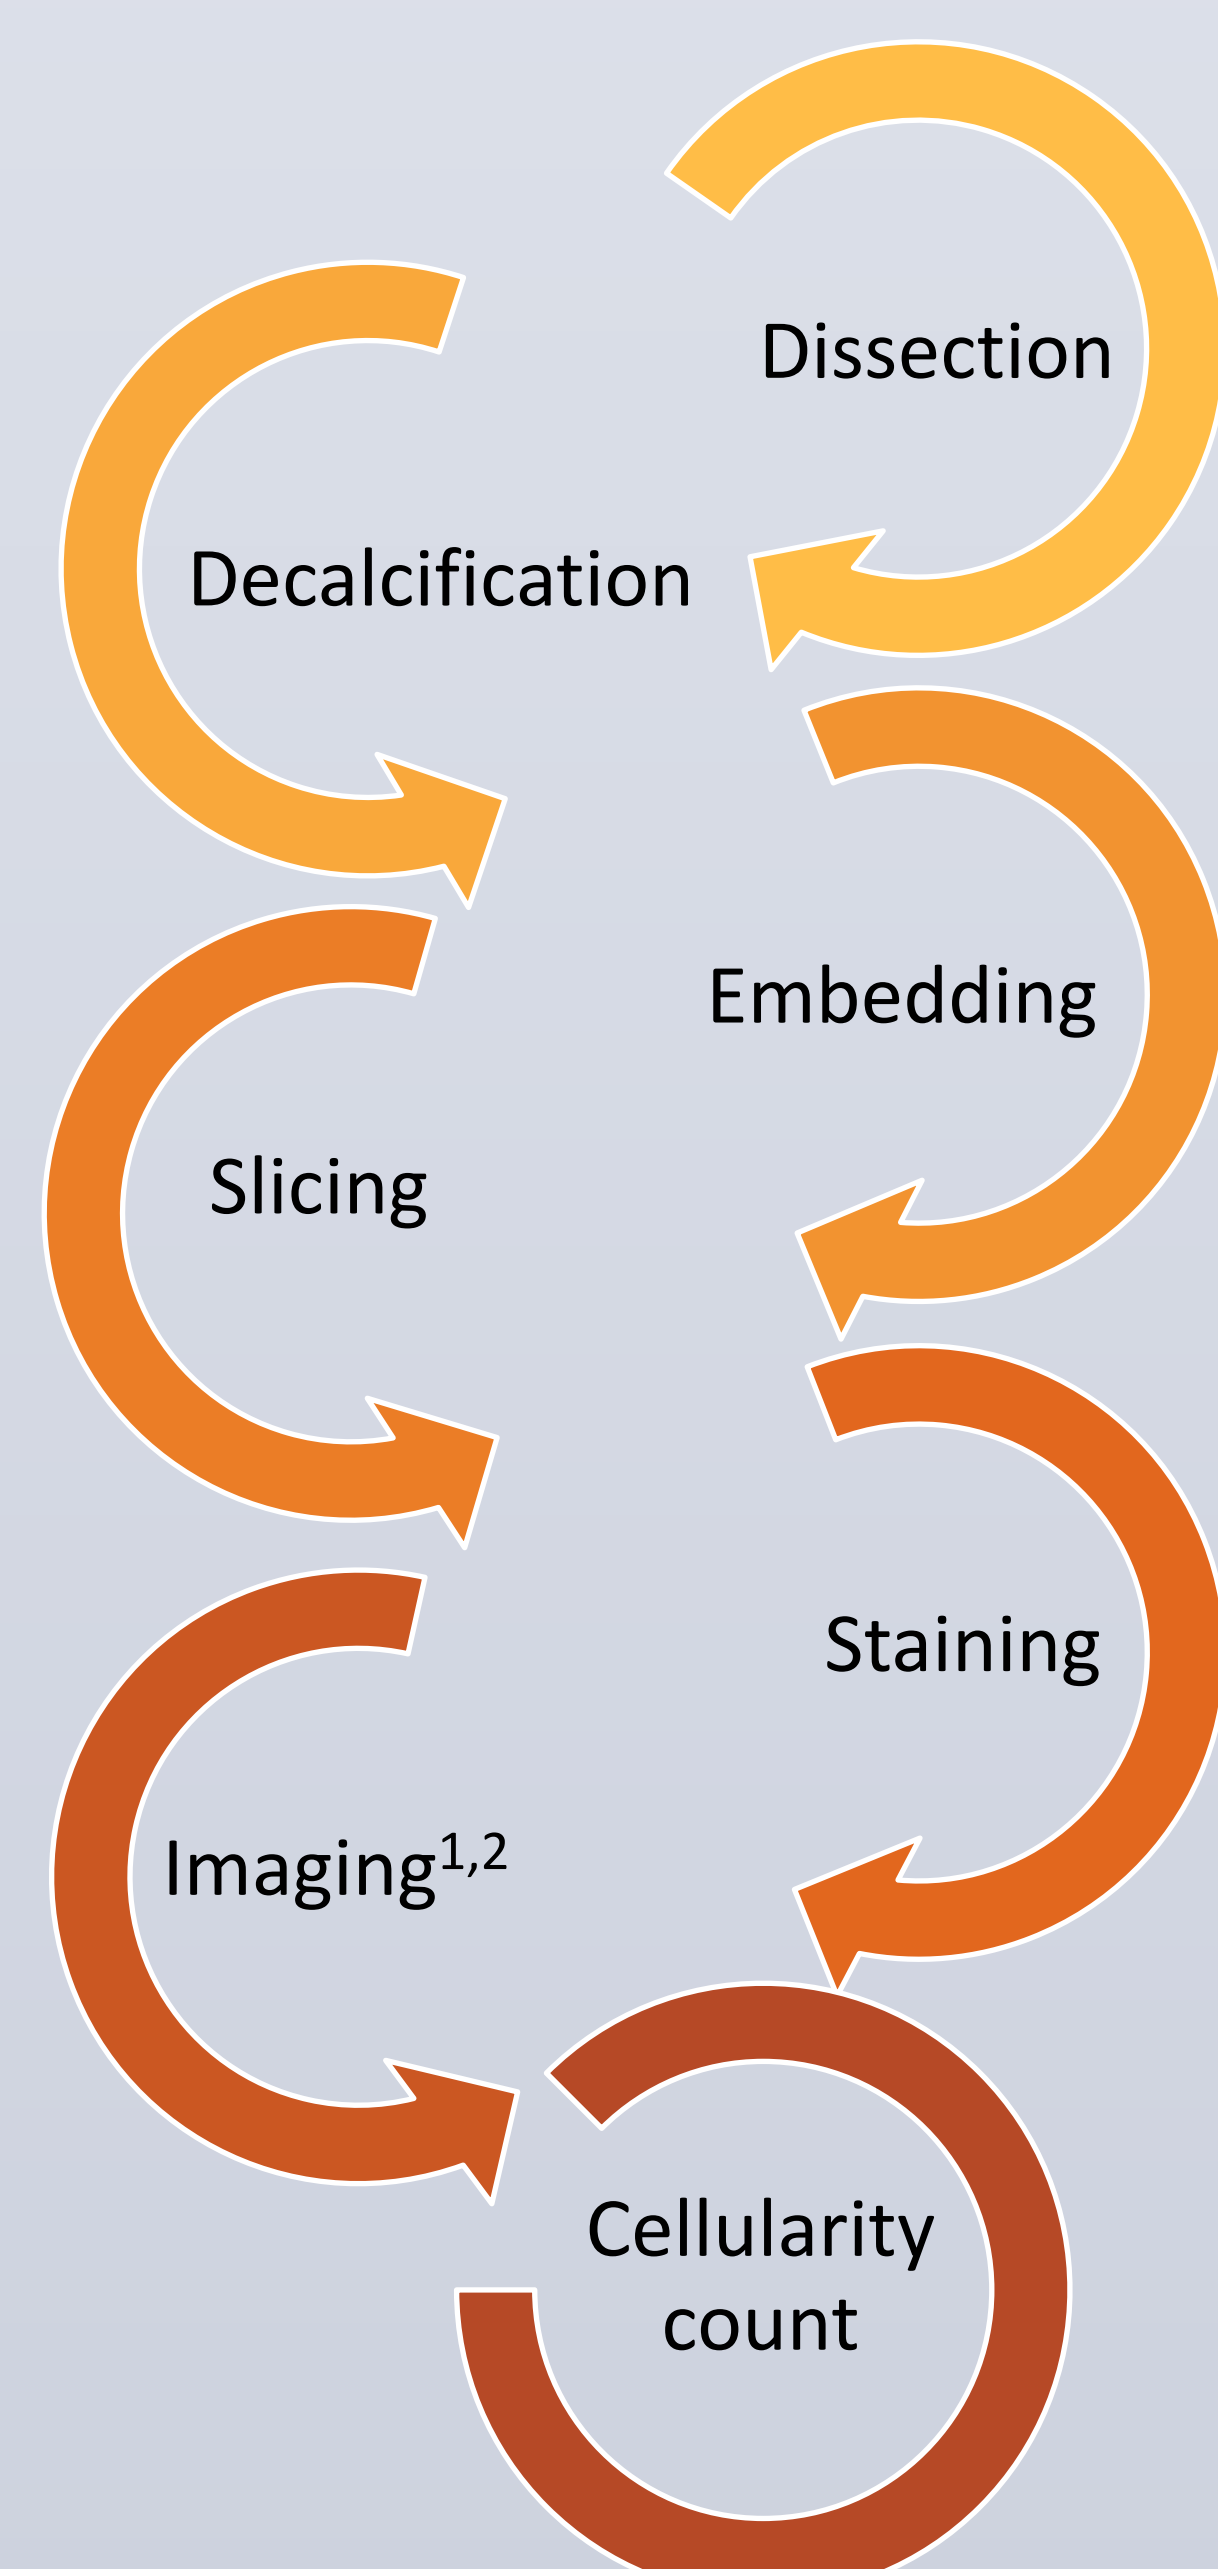 Dissection
Decalcification
Embedding
Slicing
Staining
Imaging1,2
Cellularity
count